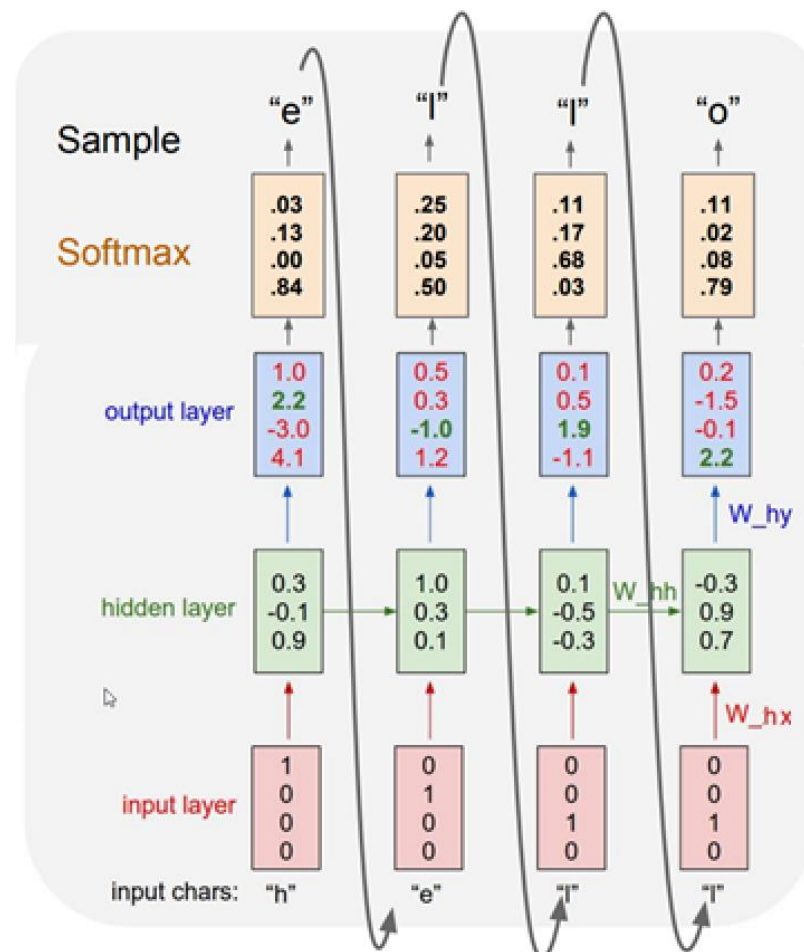 “e” “l” “l” “o”
Sample
.03 .25 .11 .11
.13 .20 .17 .02
.00 .05 .68 .08
.84 .50 .03 .79
Softmax
1.0 0.5 0.1 0.2
2.2 0.3 0.5 -1.5
-3.0 -1.0 1.9 -0.1
4.1 1.2 -1.1 2.2
output layer
W_hy
0.3 1.0 0.1 -0.3
-0.1 0.3 -0.5 0.9
0.9 0.1 -0.3 0.7
hidden layer
W_hh
W_hx
1 0 0 0
0 1 0 0
0 0 1 1
0 0 0 0
input layer
input chars: “h” “e” “l” “l”